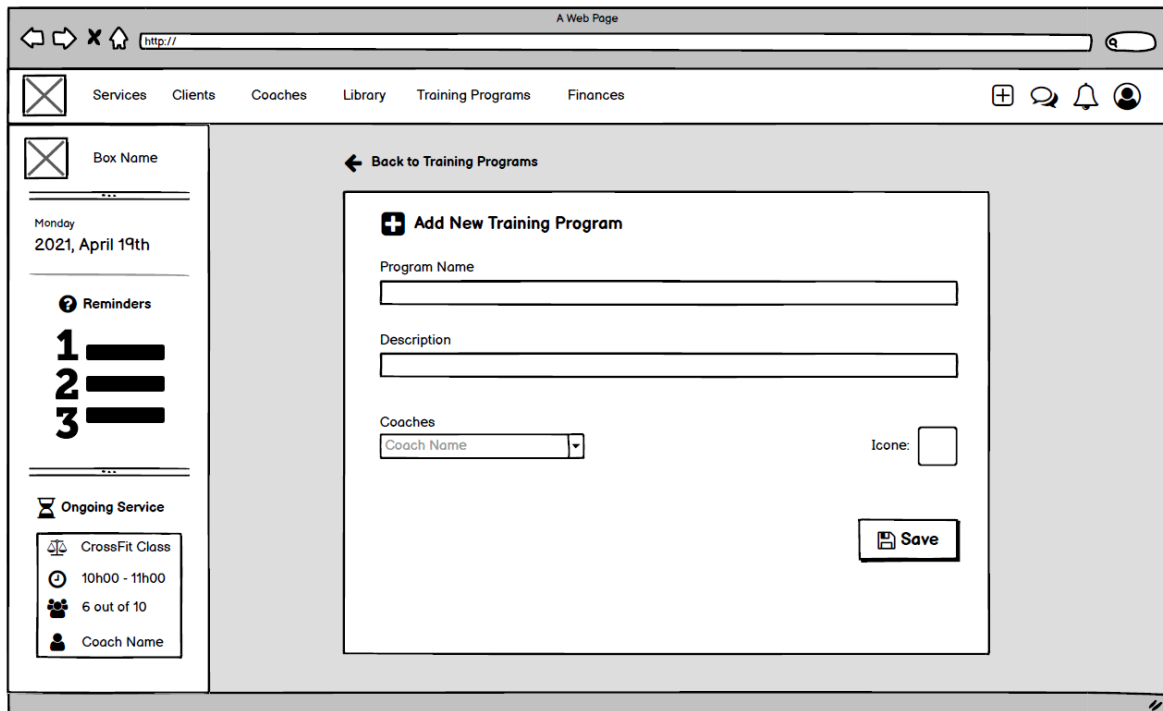 A Web Page
http://
Services Clients Coaches Library Training Programs Finances
Box Name
Monday
2021, April 19th
Reminders
1
2
3
Ongoing Service
CrossFit Class
10h00 - 11h00
6 out of 10
Coach Name
Back to Training Programs
Add New Training Program
Program Name
Description
Coaches
Coach Name
Icone:
Save